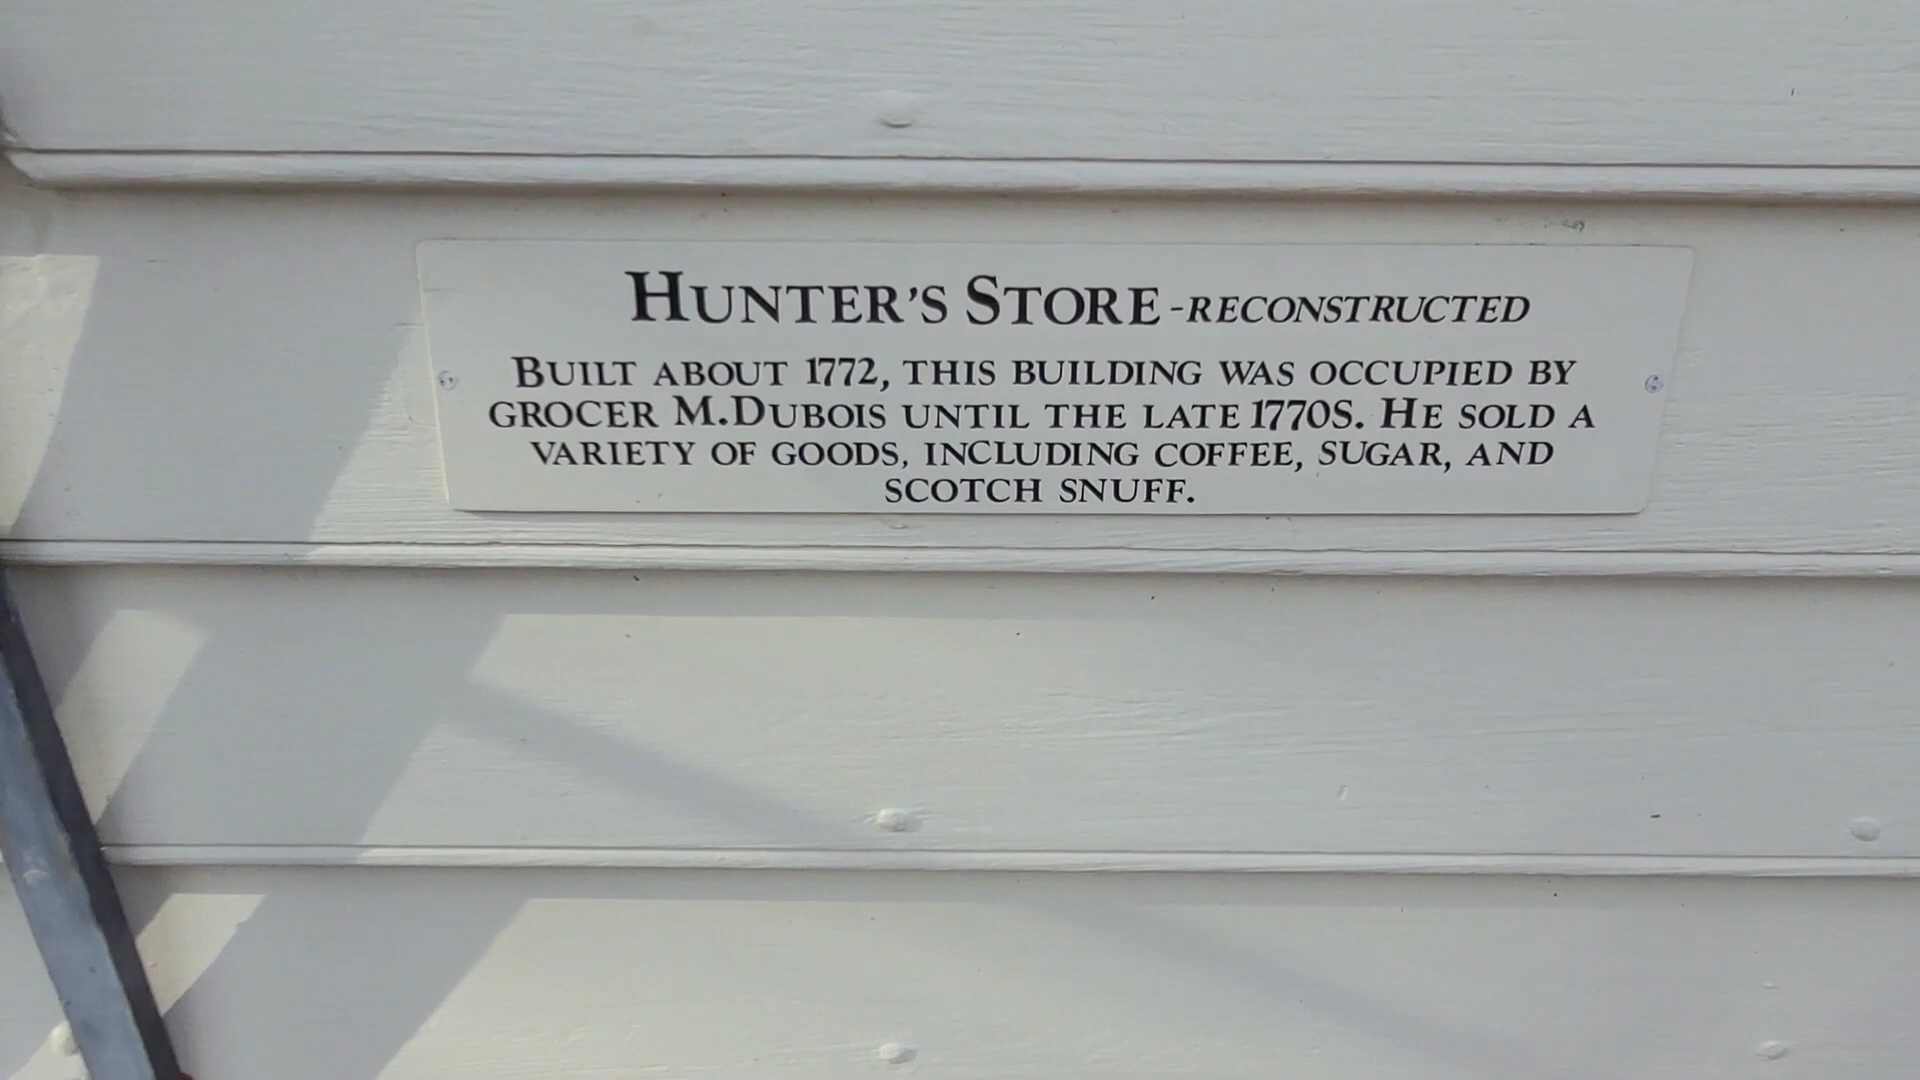 HUNTER'S STORE - RECONSTRUCTED
BUILT ABOUT 1772, THIS BUILDING WAS OCCUPIED BY
GROCER M.DUBOIS UNTIL THE LATE 1770S. HE SOLD A
VARIETY OF GOODS, INCLUDING COFFEE, SUGAR, AND
SCOTCH SNUFF.